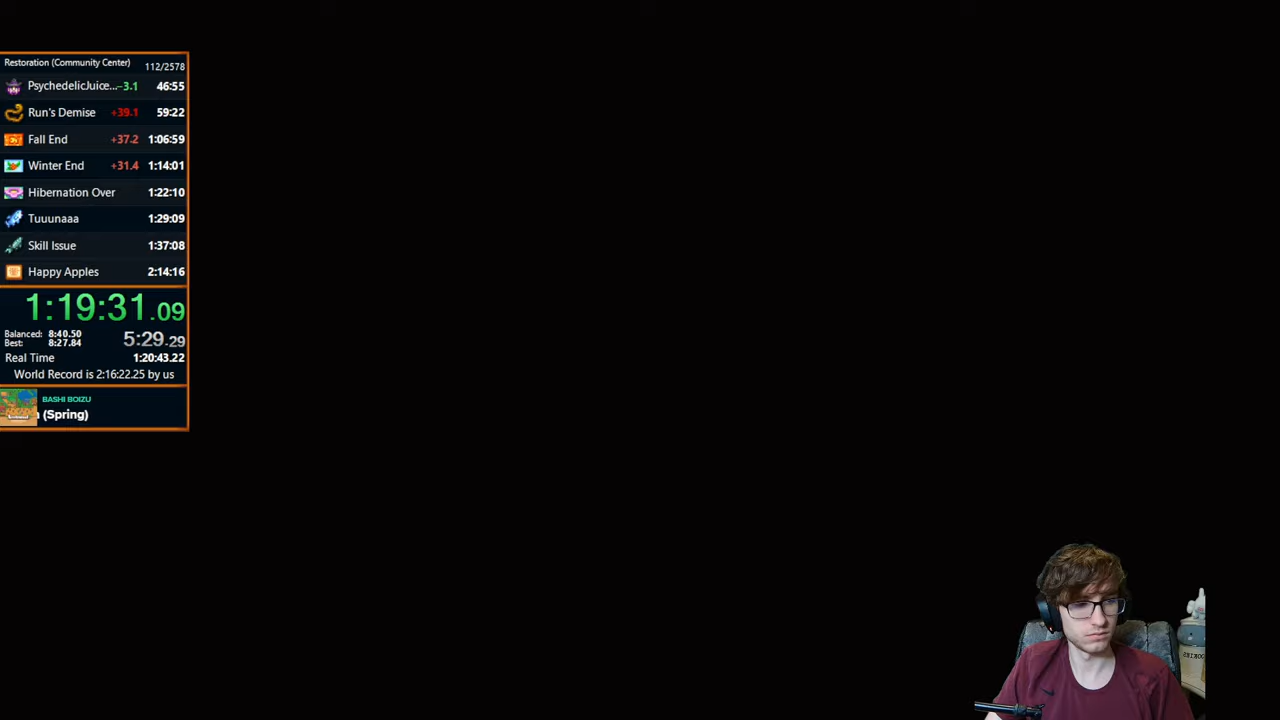 Restoration (Community Center) 112/2578
PsychedelicJuice... -3.1 46:55
Run's Demise +39.1 59:22
Fall End +37.2 1:06:59
Winter End +31.4 1:14:01
Hibernation Over 1:22:10
Tuuunaaa 1:29:09
Skill Issue 1:37:08
Happy Apples 2:14:16
1:19:31.09
Balanced: 8:40.50 5:29.29
Best: 8:27.84
Real Time 1:20:43.22
World Record is 2:16:22.25 by us
BASHI BOIZU
(Spring)
COOKIES